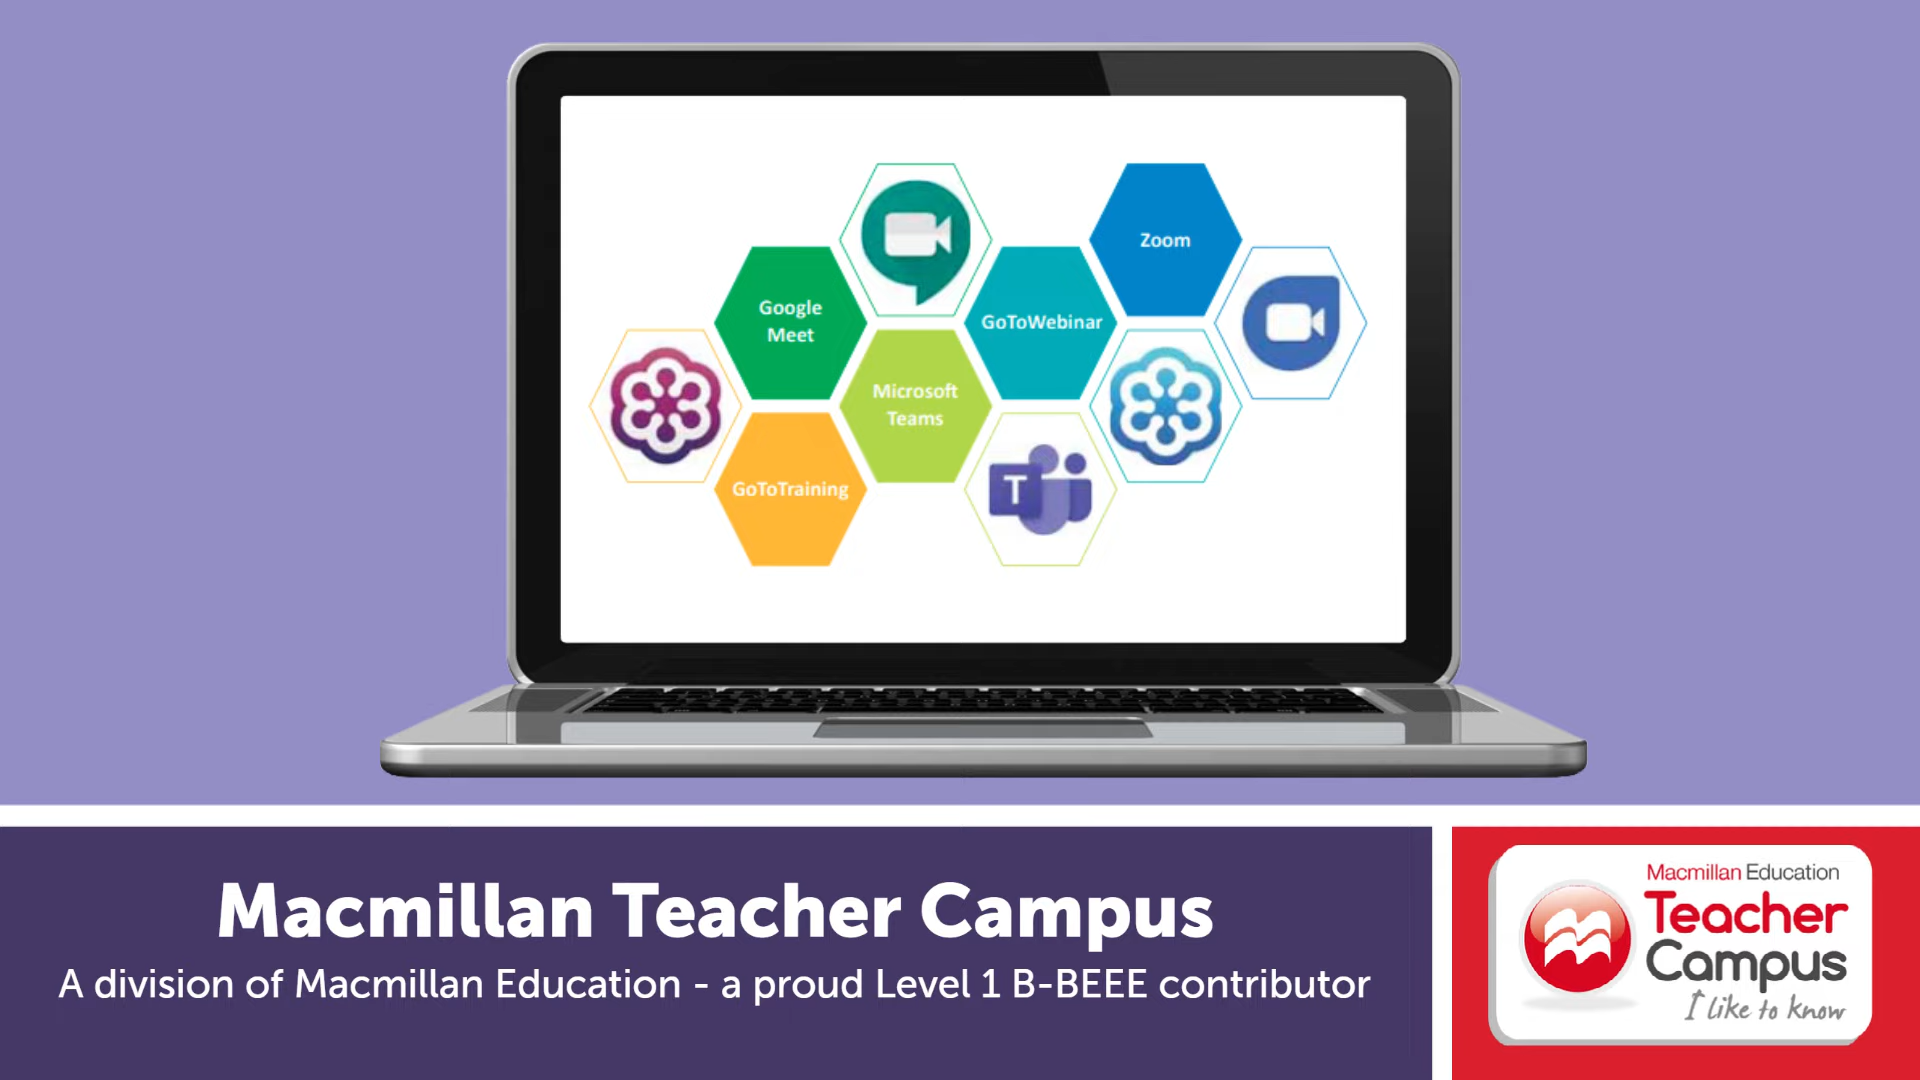 Zoom
Google
Meet
GoToWebinar
Microsoft
Teams
T
GoToTraining
Macmillan Teacher Campus
A division of Macmillan Education - a proud Level 1 B-BEEE contributor
Macmillan Education
Teacher
Campus
I like to know